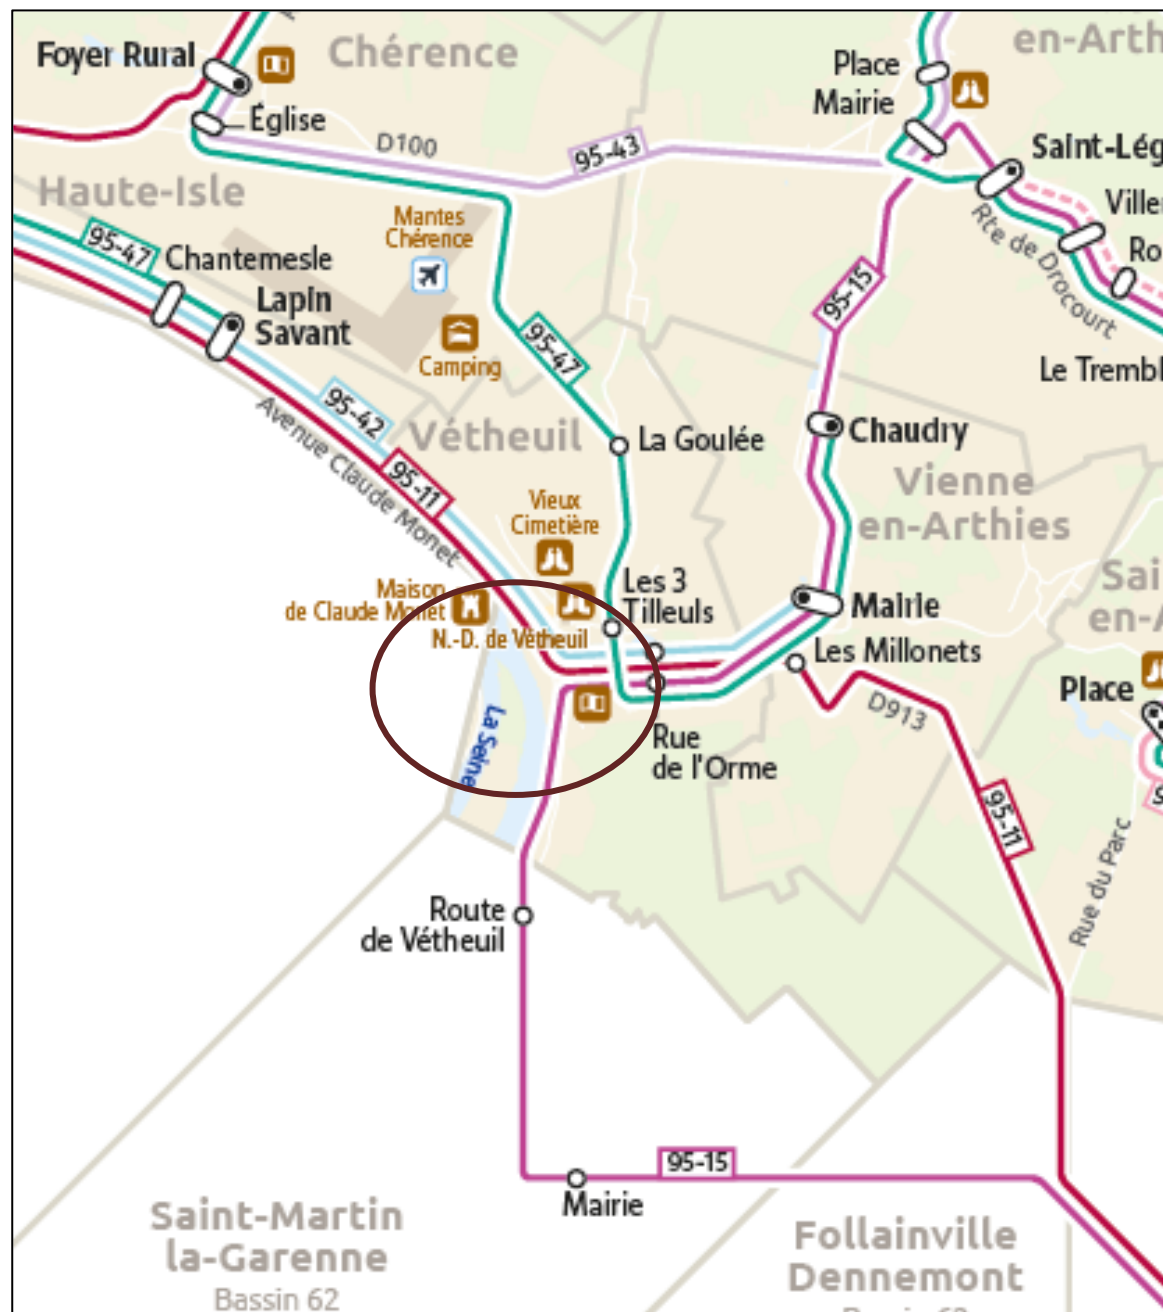 Foyer Rural
Chérence
Place
Mairie
en-Arth
Église
D100
95-43
Saint-Lég
Haute-Isle
Mantes
Chérence
Viller
Ro
Rte de Drocourt
95-47
Chantemesle
Lapin
Savant
95-15
95-47
Camping
Le Trembl
95-42
Avenue Claude Monet
Vétheuil
La Goulée
Chaudry
95-11
Vienne
en-Arthies
Vieux
Cimetière
Maison
de Claude Monet
N.-D. de Vétheuil
Les 3
Tilleuls
Mairie
Sai
en-A
Les Millonets
Place
D913
La Seine
Rue
de l'Orme
95-11
Rue du Parc
Route
de Vétheuil
95-15
Mairie
Saint-Martin
la-Garenne
Bassin 62
Follainville
Dennemont